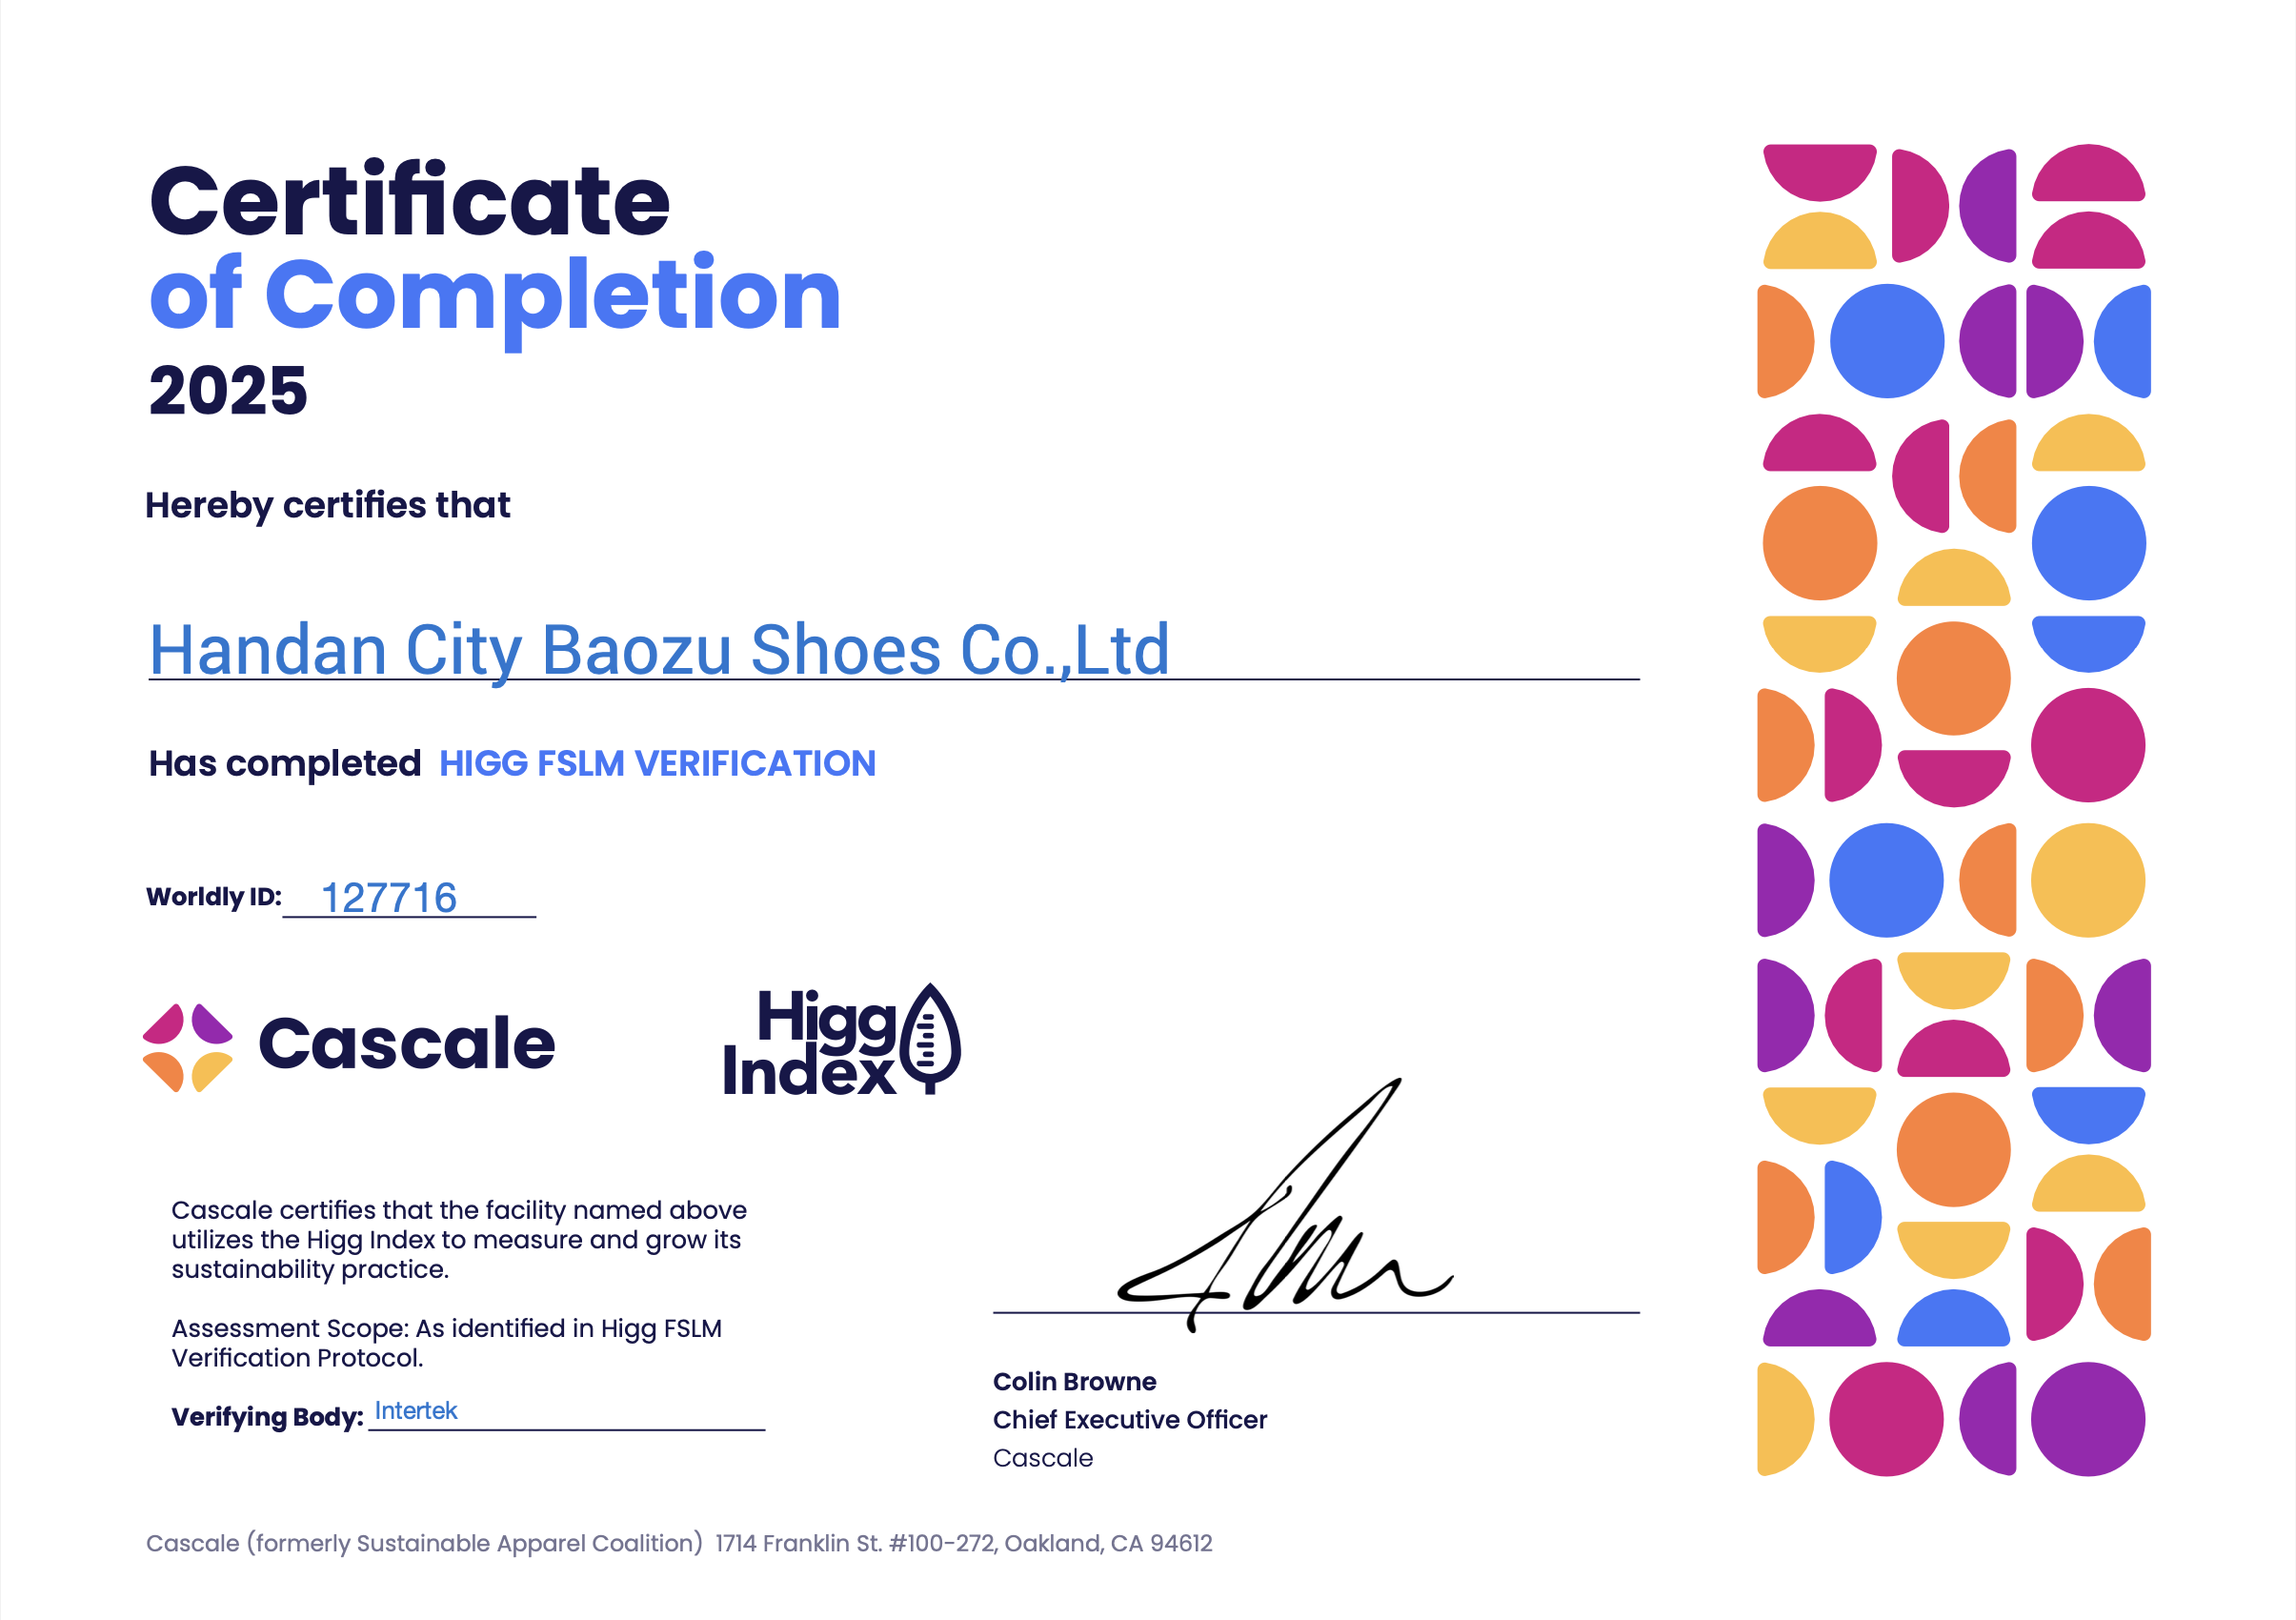 Certificate
of Completion
2025
Hereby certifies that
Handan City Baozu Shoes Co.,Ltd
Has completed HIGG FSLM VERIFICATION
Worldly ID: 127716
Cascale
Higg
Index
Cascale certifies that the facility named above
utilizes the Higg Index to measure and grow its
sustainability practice.
Assessment Scope: As identified in Higg FSLM
Verification Protocol.
Verifying Body: Intertek
Colin Browne
Chief Executive Officer
Cascale
Cascale (formerly Sustainable Apparel Coalition) 1714 Franklin St. #100-272, Oakland, CA 94612